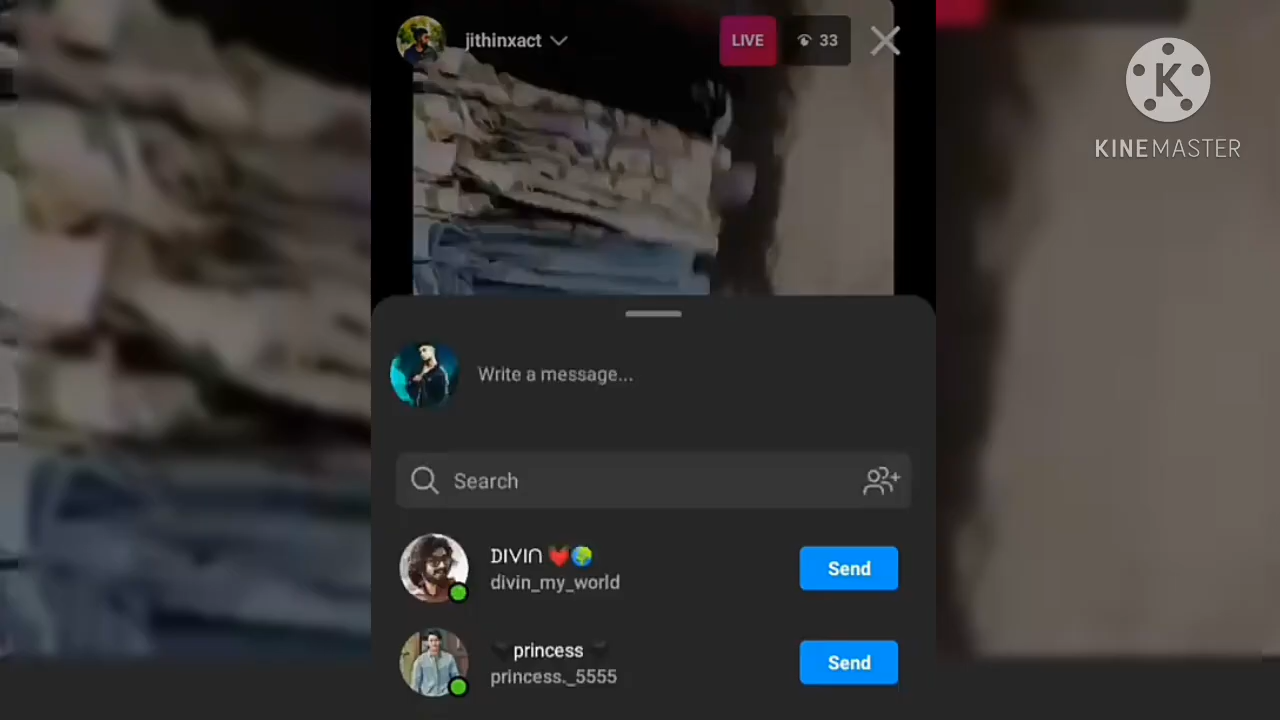 jithinxact
LIVE
33
K
KINEMASTER
Write a message...
Search
DIVIN ❤️🌍
divin_my_world
Send
🖤 princess 🖤
princess._5555
Send